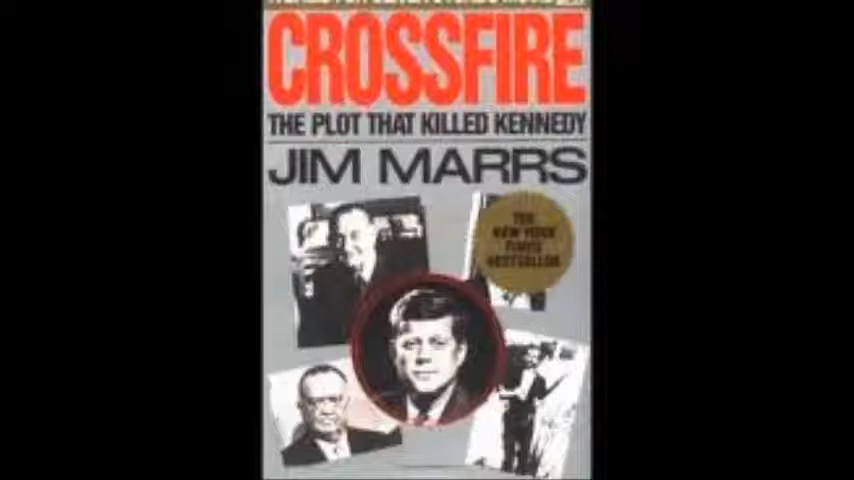 CROSSFIRE
THE PLOT THAT KILLED KENNEDY
JIM MARRS
THE
NEW YORK
TIMES
BESTSELLER